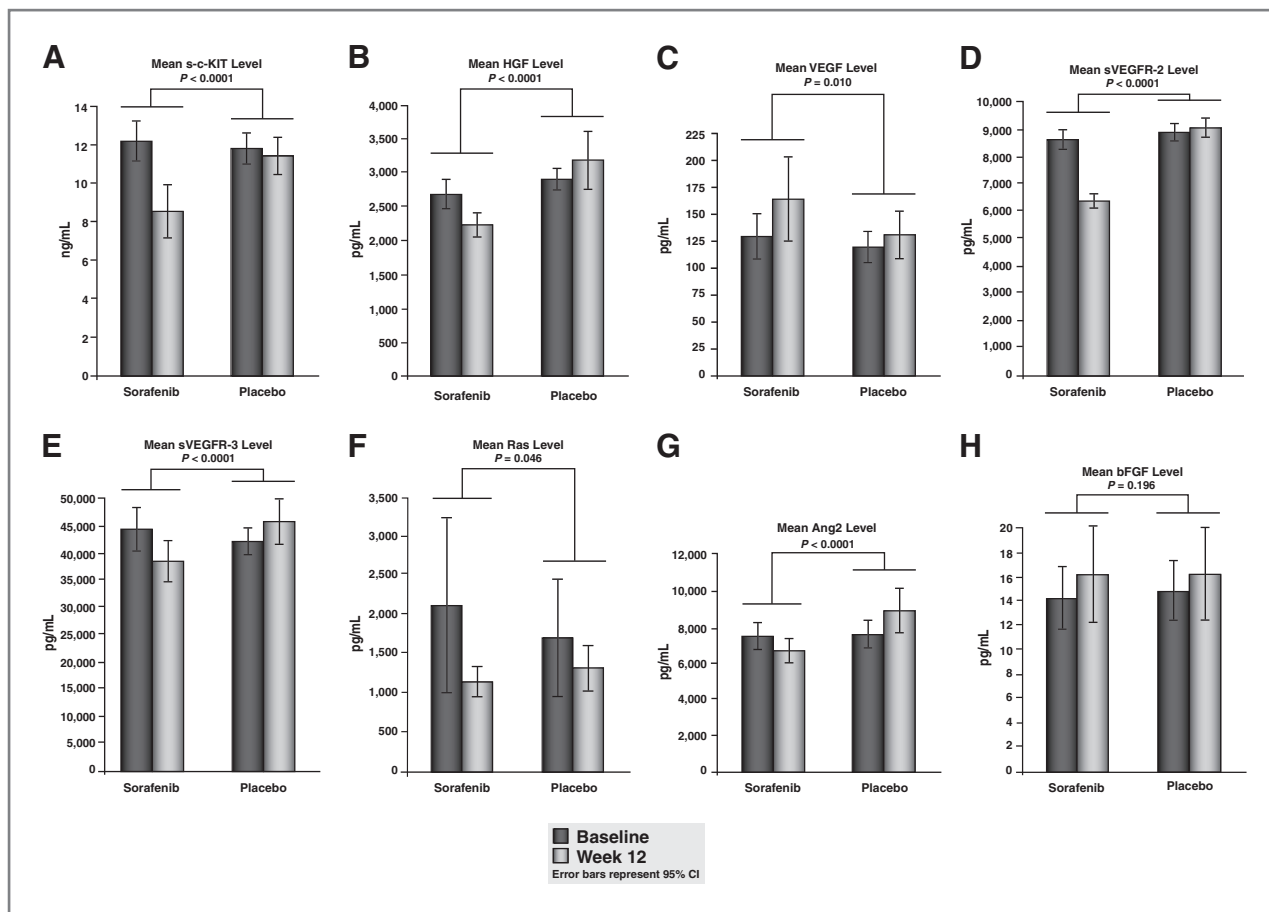 A
Mean s-c-KIT Level
P < 0.0001
14
12
10
8
6
4
2
0
ng/mL
Sorafenib
Placebo
B
Mean HGF Level
P < 0.0001
4,000
3,500
3,000
2,500
2,000
1,500
1,000
500
0
pg/mL
Sorafenib
Placebo
C
Mean VEGF Level
P = 0.010
225
200
175
150
125
100
75
50
25
0
pg/mL
Sorafenib
Placebo
D
Mean sVEGFR-2 Level
P < 0.0001
10,000
9,000
8,000
7,000
6,000
5,000
4,000
3,000
2,000
1,000
0
pg/mL
Sorafenib
Placebo
E
Mean sVEGFR-3 Level
P < 0.0001
50,000
45,000
40,000
35,000
30,000
25,000
20,000
15,000
10,000
5,000
0
pg/mL
Sorafenib
Placebo
F
Mean Ras Level
P = 0.046
3,500
3,000
2,500
2,000
1,500
1,000
500
0
pg/mL
Sorafenib
Placebo
G
Mean Ang2 Level
P < 0.0001
12,000
10,000
8,000
6,000
4,000
2,000
0
pg/mL
Sorafenib
Placebo
H
Mean bFGF Level
P = 0.196
20
18
16
14
12
10
8
6
4
2
0
pg/mL
Sorafenib
Placebo
Baseline
Week 12
Error bars represent 95% CI